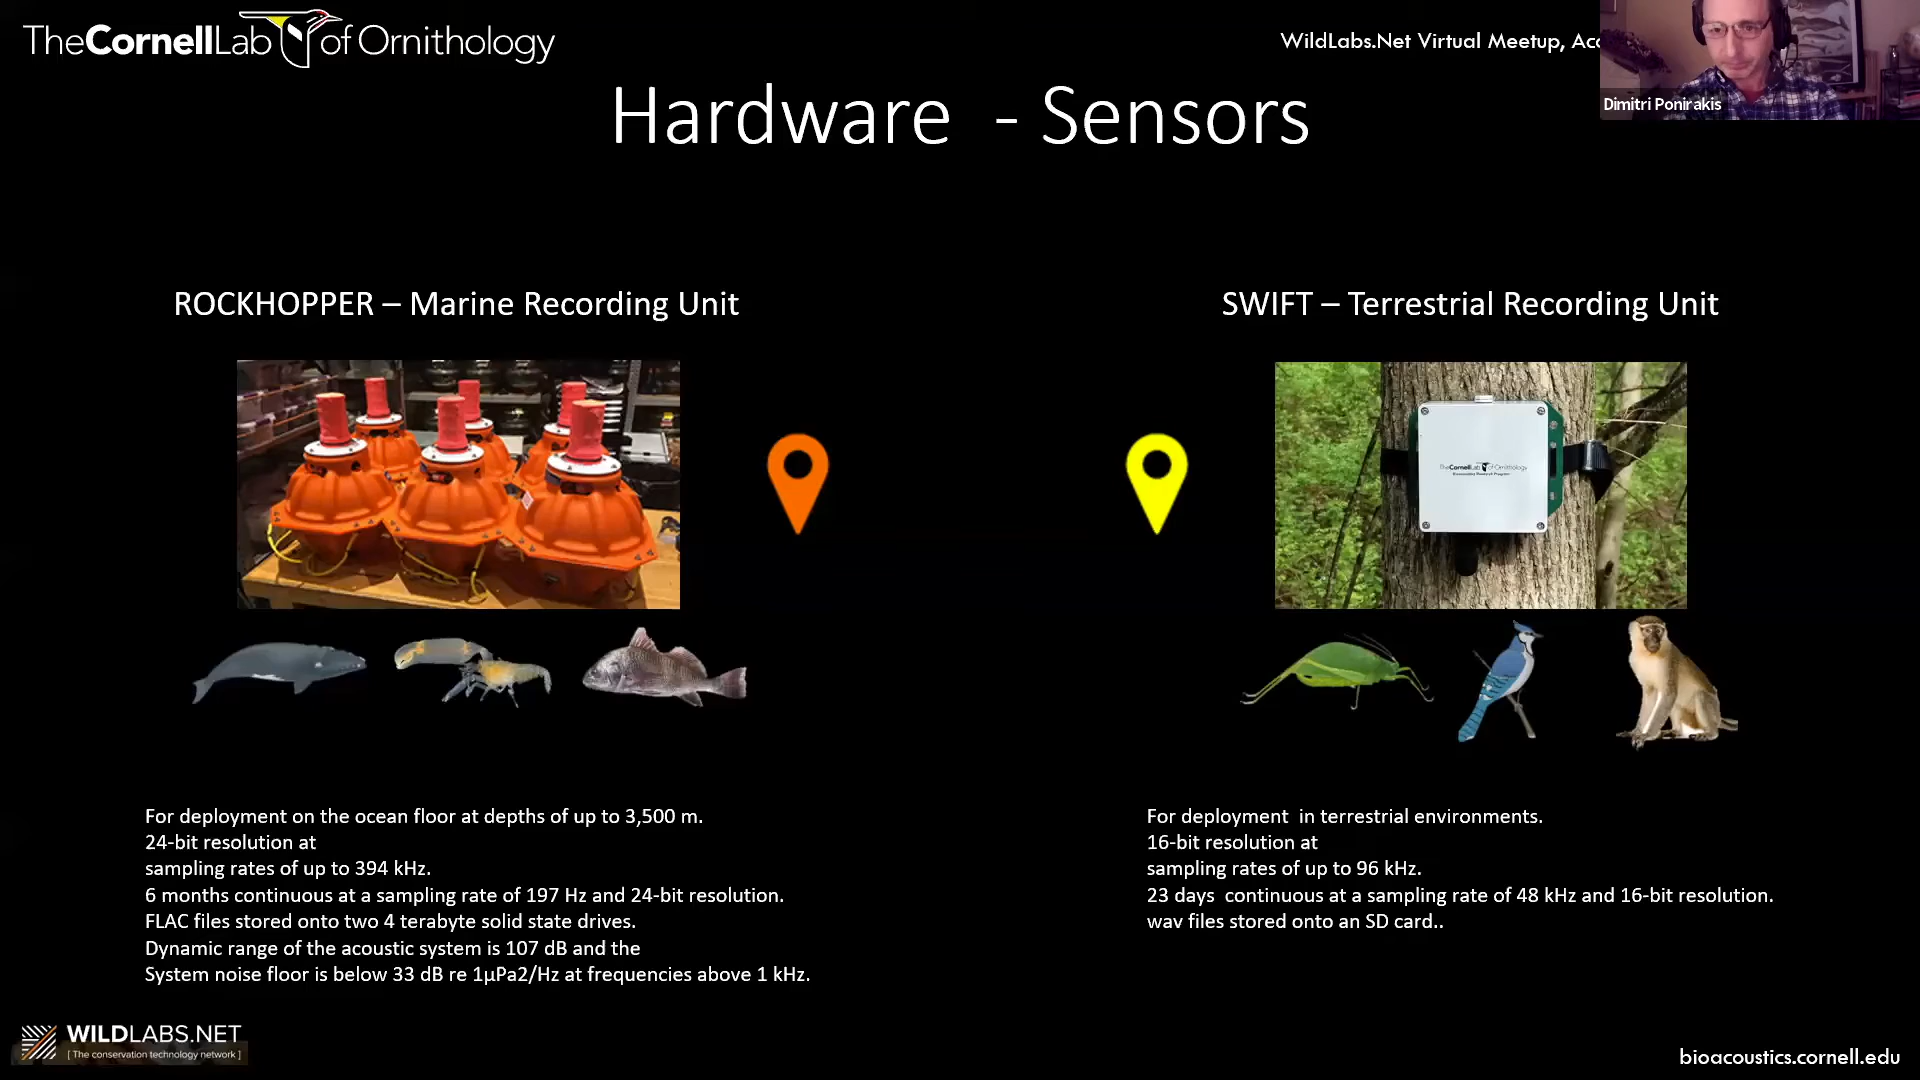 TheCornellLab of Ornithology
WildLabs.Net Virtual Meetup,
Dimitri Ponirakis
Hardware - Sensors
ROCKHOPPER – Marine Recording Unit
SWIFT – Terrestrial Recording Unit
TheCornellLab of Ornithology
For deployment on the ocean floor at depths of up to 3,500 m.
24-bit resolution at
sampling rates of up to 394 kHz.
6 months continuous at a sampling rate of 197 Hz and 24-bit resolution.
FLAC files stored onto two 4 terabyte solid state drives.
Dynamic range of the acoustic system is 107 dB and the
System noise floor is below 33 dB re 1µPa2/Hz at frequencies above 1 kHz.
For deployment in terrestrial environments.
16-bit resolution at
sampling rates of up to 96 kHz.
23 days continuous at a sampling rate of 48 kHz and 16-bit resolution.
wav files stored onto an SD card..
WILDLABS.NET
[ The conservation technology network ]
bioacoustics.cornell.edu